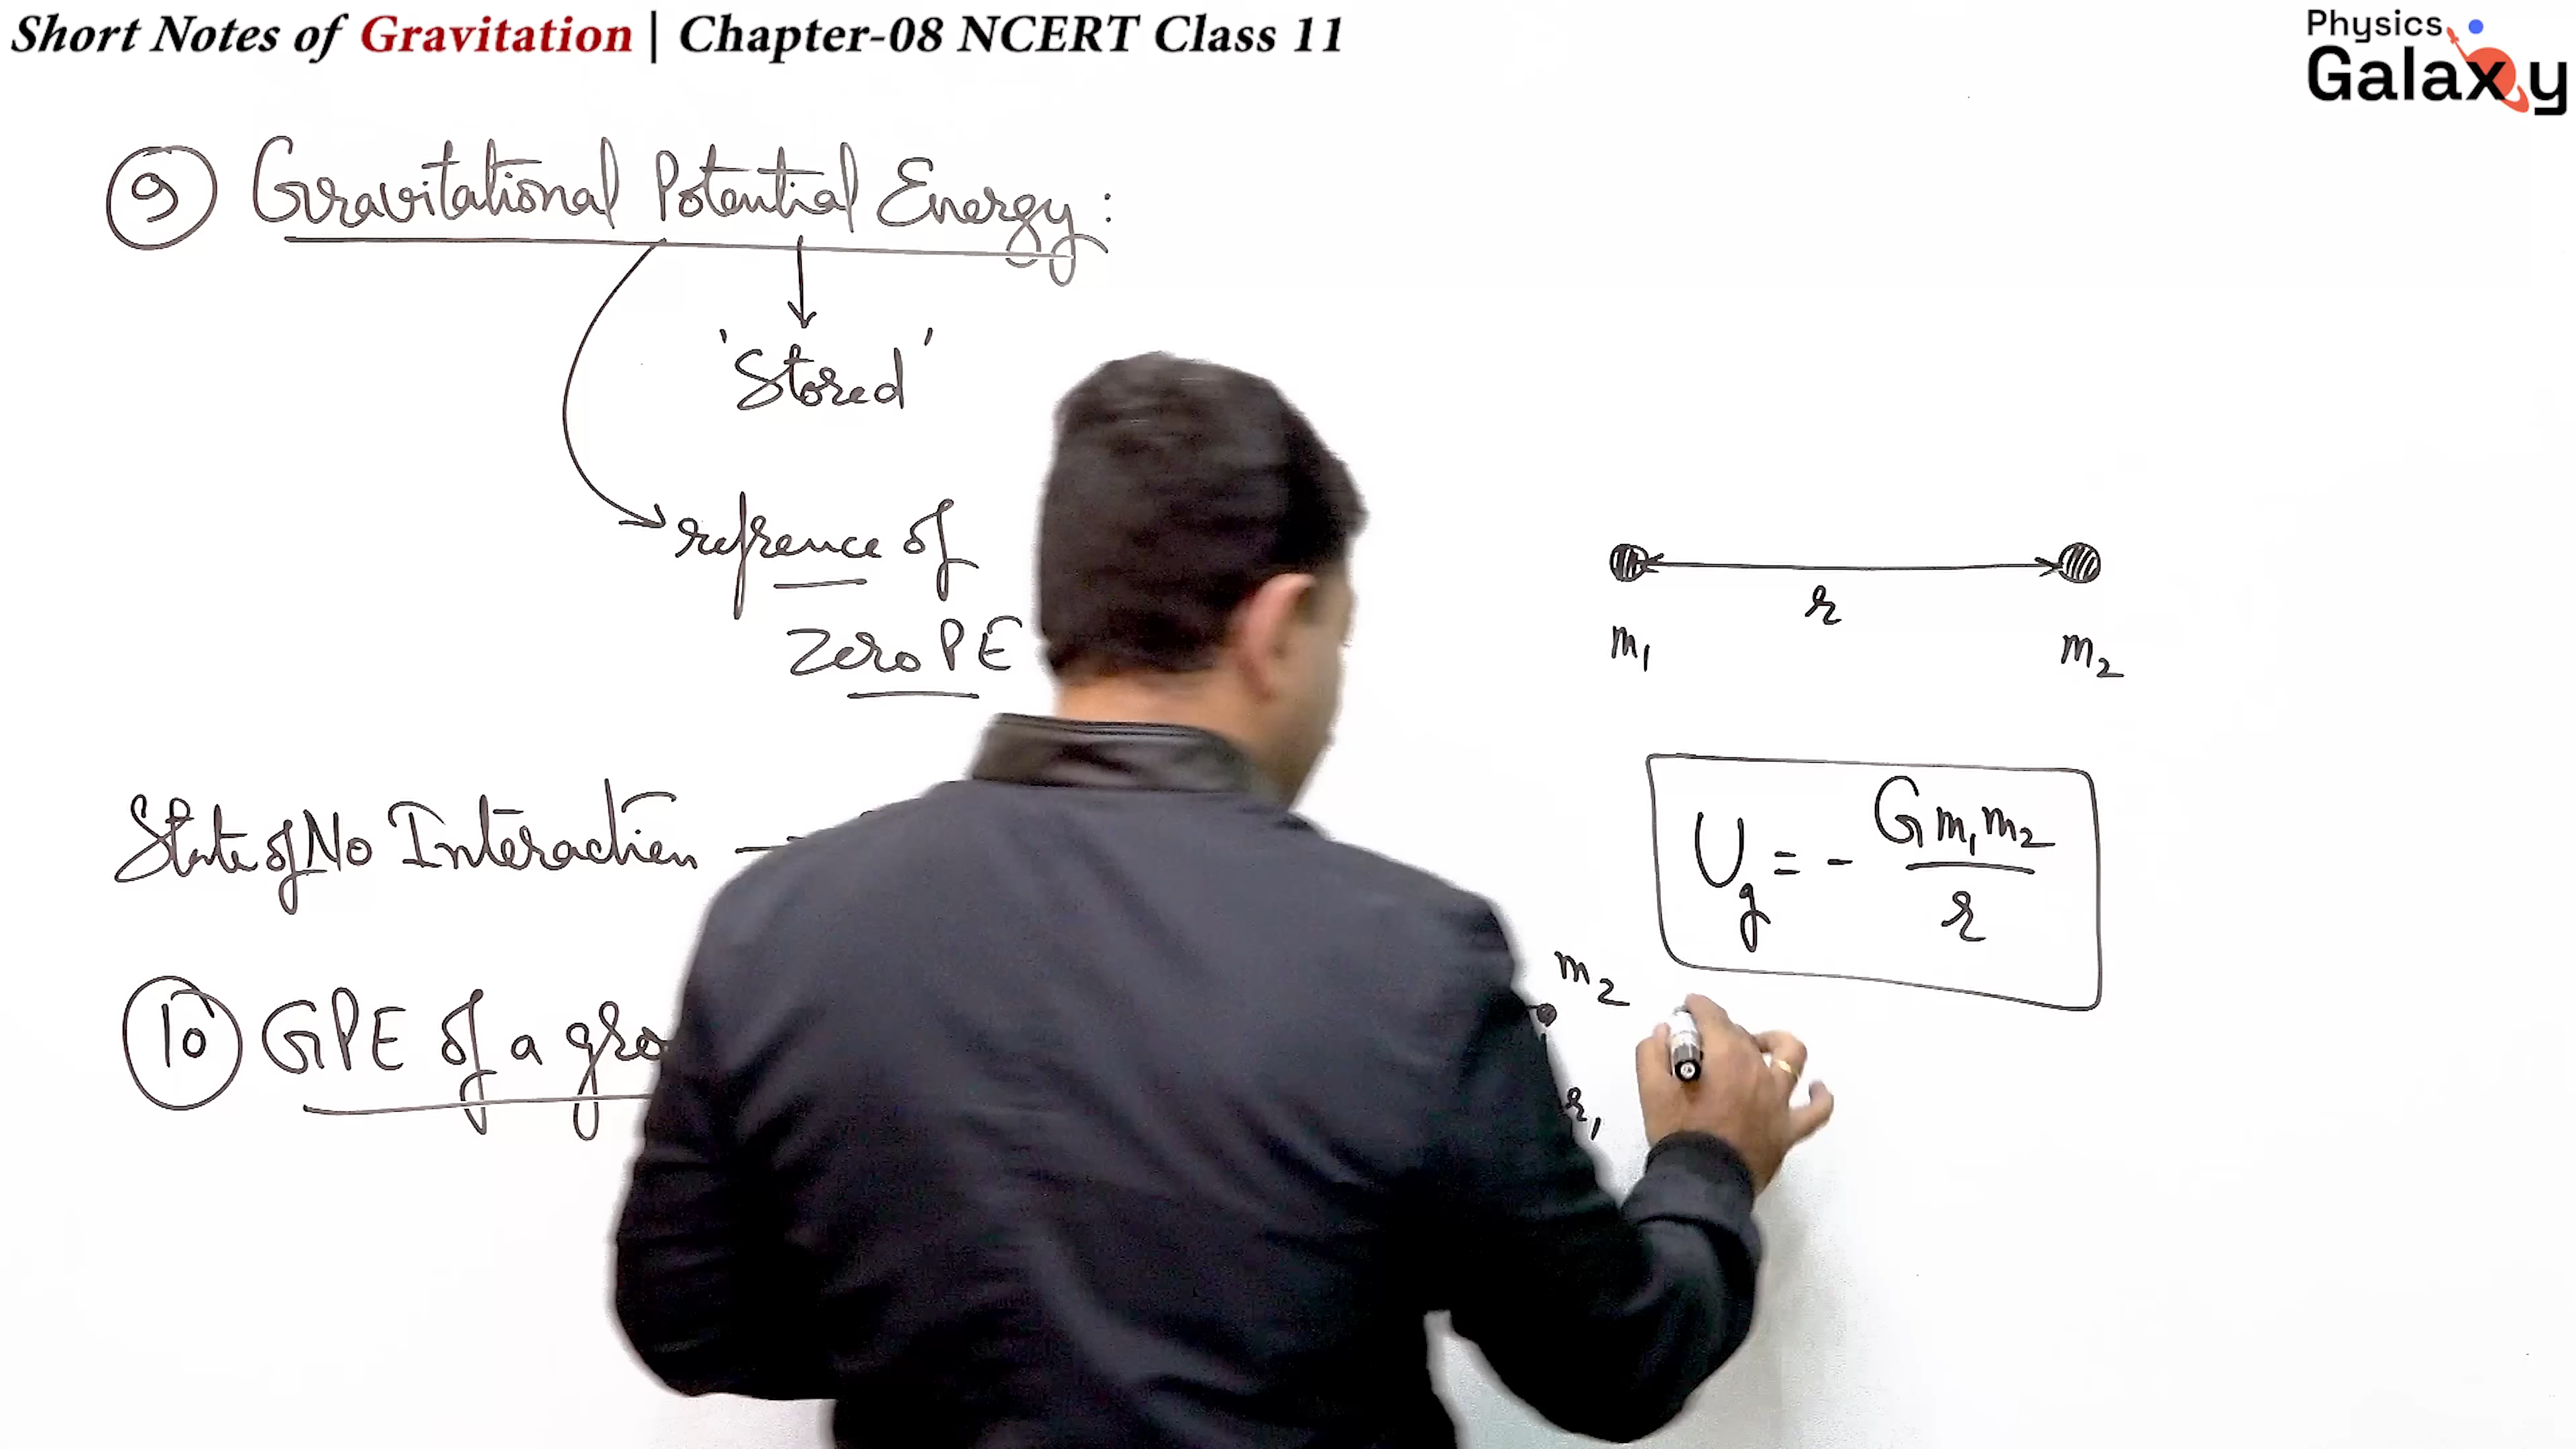 Short Notes of Gravitation | Chapter-08 NCERT Class 11
Physics
Galaxy
9 Gravitational Potential Energy:
'Stored'
refrence of
Zero PE
r
m₁
m₂
State of No Interaction
U_g = - Gm₁m₂/r
m₂
r₁
10 GPE of a gro